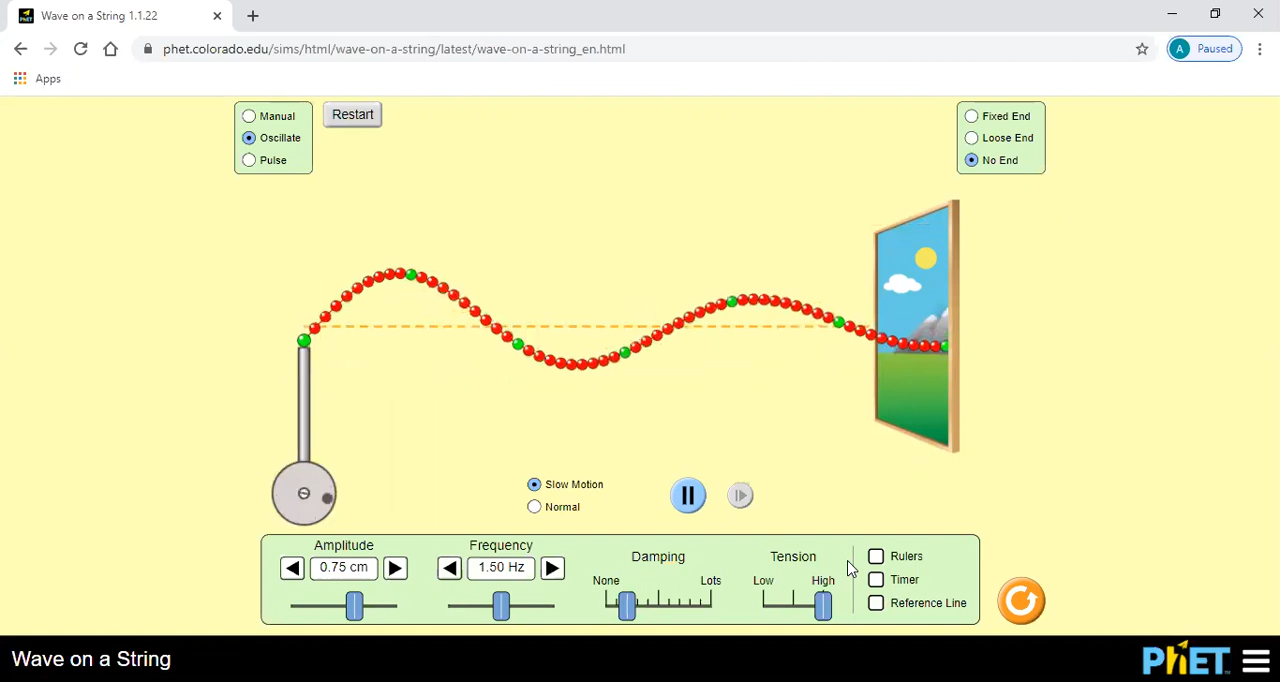 Wave on a String 1.1.22
phet.colorado.edu/sims/html/wave-on-a-string/latest/wave-on-a-string_en.html
A Paused
Apps
Manual
Oscillate
Pulse
Restart
Fixed End
Loose End
No End
Slow Motion
Normal
Amplitude
0.75 cm
Frequency
1.50 Hz
Damping
None Lots
Tension
Low High
Rulers
Timer
Reference Line
Wave on a String
PhET